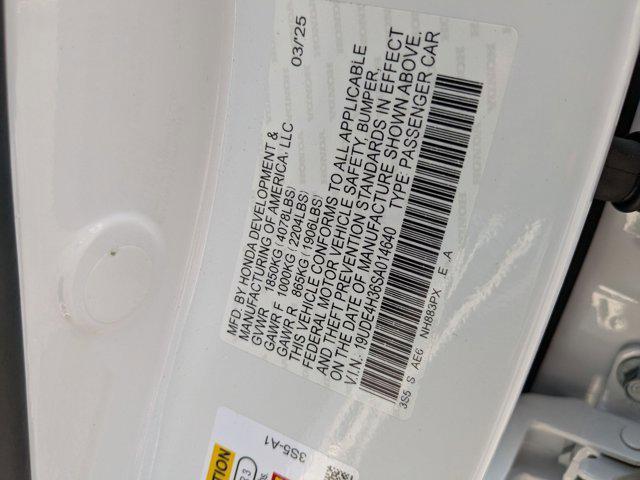 03/'25
MFD. BY HONDA DEVELOPMENT &
MANUFACTURING OF AMERICA, LLC
GVWR 1850KG (4078LBS)
GAWR F 1000KG (2204LBS)
GAWR R 865KG (1906LBS)
THIS VEHICLE CONFORMS TO ALL APPLICABLE
FEDERAL MOTOR VEHICLE SAFETY, BUMPER,
AND THEFT PREVENTION STANDARDS IN EFFECT
ON THE DATE OF MANUFACTURE SHOWN ABOVE.
V.I.N. 19UDE4H36SA014640 TYPE: PASSENGER CAR
3S5 S AE6 NH883PX E A
3S5-A1